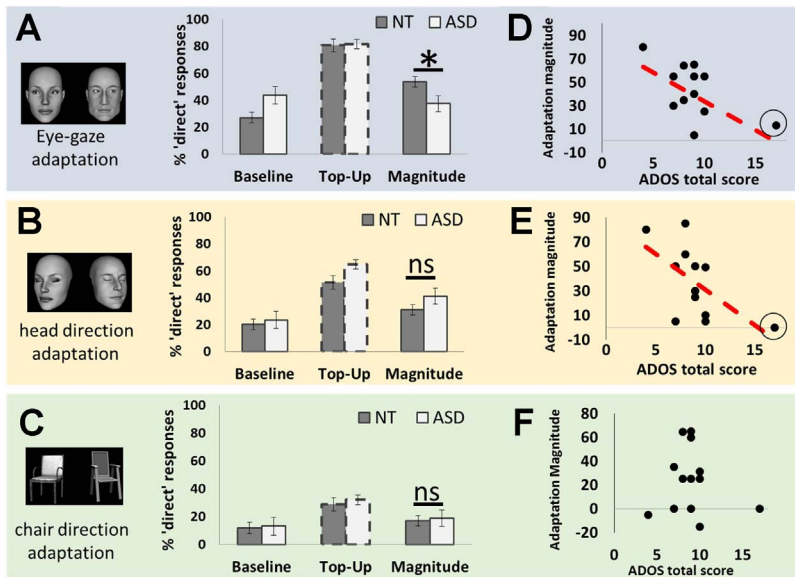 A
Eye-gaze
adaptation
% 'direct' responses
100
80
60
40
20
0
NT ASD
*
Baseline Top-Up Magnitude
D
Adaptation magnitude
90
70
50
30
10
-10
0 5 10 15
ADOS total score
B
head direction
adaptation
% 'direct' responses
100
80
60
40
20
0
NT ASD
ns
Baseline Top-Up Magnitude
E
Adaptation magnitude
90
70
50
30
10
-10
0 5 10 15
ADOS total score
C
chair direction
adaptation
% 'direct' responses
100
80
60
40
20
0
NT ASD
ns
Baseline Top-Up Magnitude
F
Adaptation Magnitude
80
60
40
20
0
-20
0 5 10 15
ADOS total score